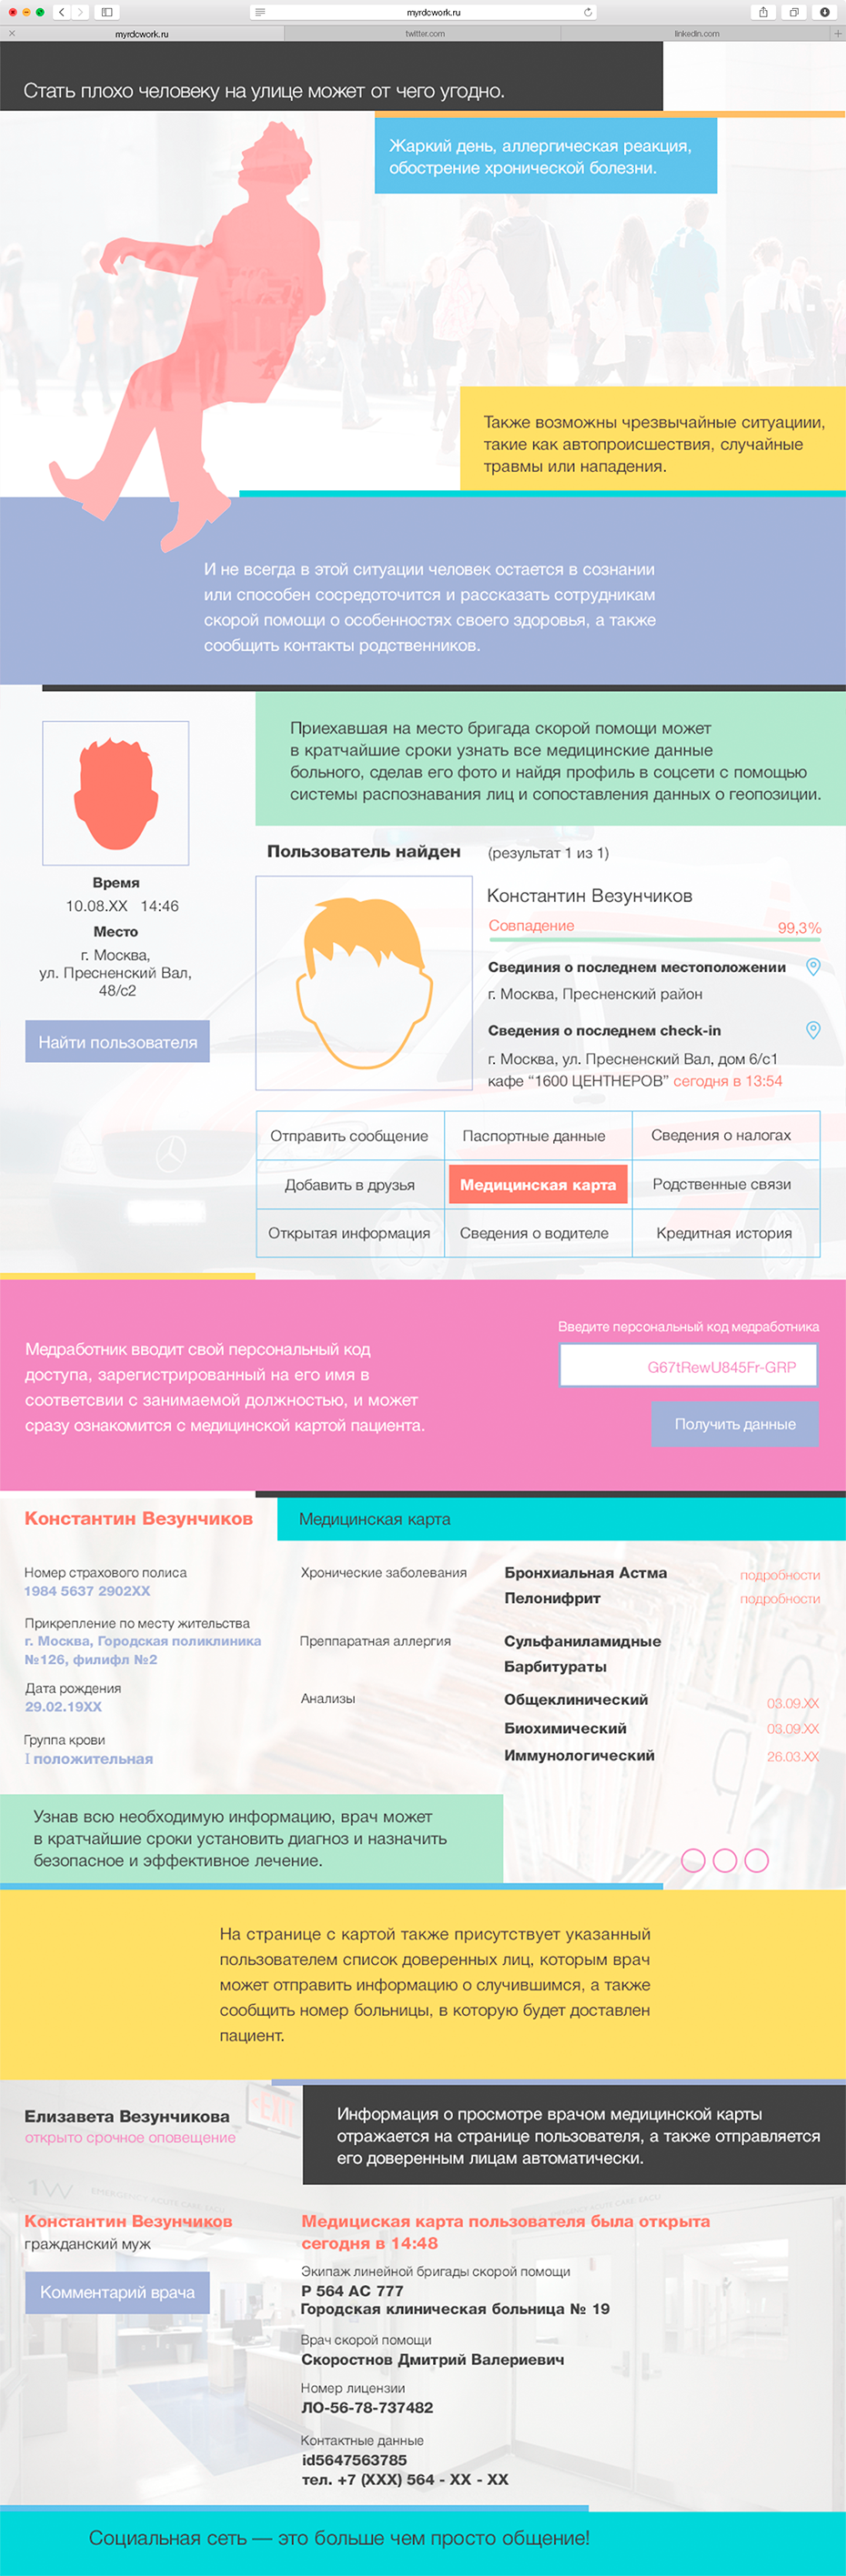 myrdcwork.ru
myrdcwork.ru
twitter.com
linkedin.com
Стать плохо человеку на улице может от чего угодно.
Жаркий день, аллергическая реакция,
обострение хронической болезни.
Также возможны чрезвычайные ситуациии,
такие как автопроисшествия, случайные
травмы или нападения.
И не всегда в этой ситуации человек остается в сознании
или способен сосредоточится и рассказать сотрудникам
скорой помощи о особенностях своего здоровья, а также
сообщить контакты родственников.
Приехавшая на место бригада скорой помощи может
в кратчайшие сроки узнать все медицинские данные
больного, сделав его фото и найдя профиль в соцсети с помощью
системы распознавания лиц и сопоставления данных о геопозиции.
Время
10.08.XX 14:46
Место
г. Москва,
ул. Пресненский Вал,
48/с2
Найти пользователя
Пользователь найден (результат 1 из 1)
Константин Везунчиков
Совпадение 99,3%
Свединия о последнем местоположении
г. Москва, Пресненский район
Сведения о последнем check-in
г. Москва, ул. Пресненский Вал, дом 6/с1
кафе “1600 ЦЕНТНЕРОВ” сегодня в 13:54
Отправить сообщение Паспортные данные Сведения о налогах
Добавить в друзья Медицинская карта Родственные связи
Открытая информация Сведения о водителе Кредитная история
Медработник вводит свой персональный код
доступа, зарегистрированный на его имя в
соответсвии с занимаемой должностью, и может
сразу ознакомится с медицинской картой пациента.
Введите персональный код медработника
G67tRewU845Fr-GRP
Получить данные
Константин Везунчиков
Медицинская карта
Номер страхового полиса
1984 5637 2902XX
Прикрепление по месту жительства
г. Москва, Городская поликлиника
№126, филифл №2
Дата рождения
29.02.19XX
Группа крови
I положительная
Хронические заболевания
Бронхиальная Астма подробности
Пелонифрит подробности
Преппаратная аллергия
Сульфаниламидные
Барбитураты
Анализы
Общеклинический 03.09.XX
Биохимический 03.09.XX
Иммунологический 26.03.XX
Узнав всю необходимую информацию, врач может
в кратчайшие сроки установить диагноз и назначить
безопасное и эффективное лечение.
На странице с картой также присутствует указанный
пользователем список доверенных лиц, которым врач
может отправить информацию о случившимся, а также
сообщить номер больницы, в которую будет доставлен
пациент.
EXIT
Елизавета Везунчикова
открыто срочное оповещение
Информация о просмотре врачом медицинской карты
отражается на странице пользователя, а также отправляется
его доверенным лицам автоматически.
1W
EMERGENCY ACUTE CARE EACU
EMERGENCY ACUTE CARE EACU
Константин Везунчиков
гражданский муж
Комментарий врача
Медициская карта пользователя была открыта
сегодня в 14:48
Экипаж линейной бригады скорой помощи
Р 564 АС 777
Городская клиническая больница № 19
Врач скорой помощи
Скоростнов Дмитрий Валериевич
Номер лицензии
ЛО-56-78-737482
Контактные данные
id5647563785
тел. +7 (XXX) 564 - XX - XX
Социальная сеть — это больше чем просто общение!